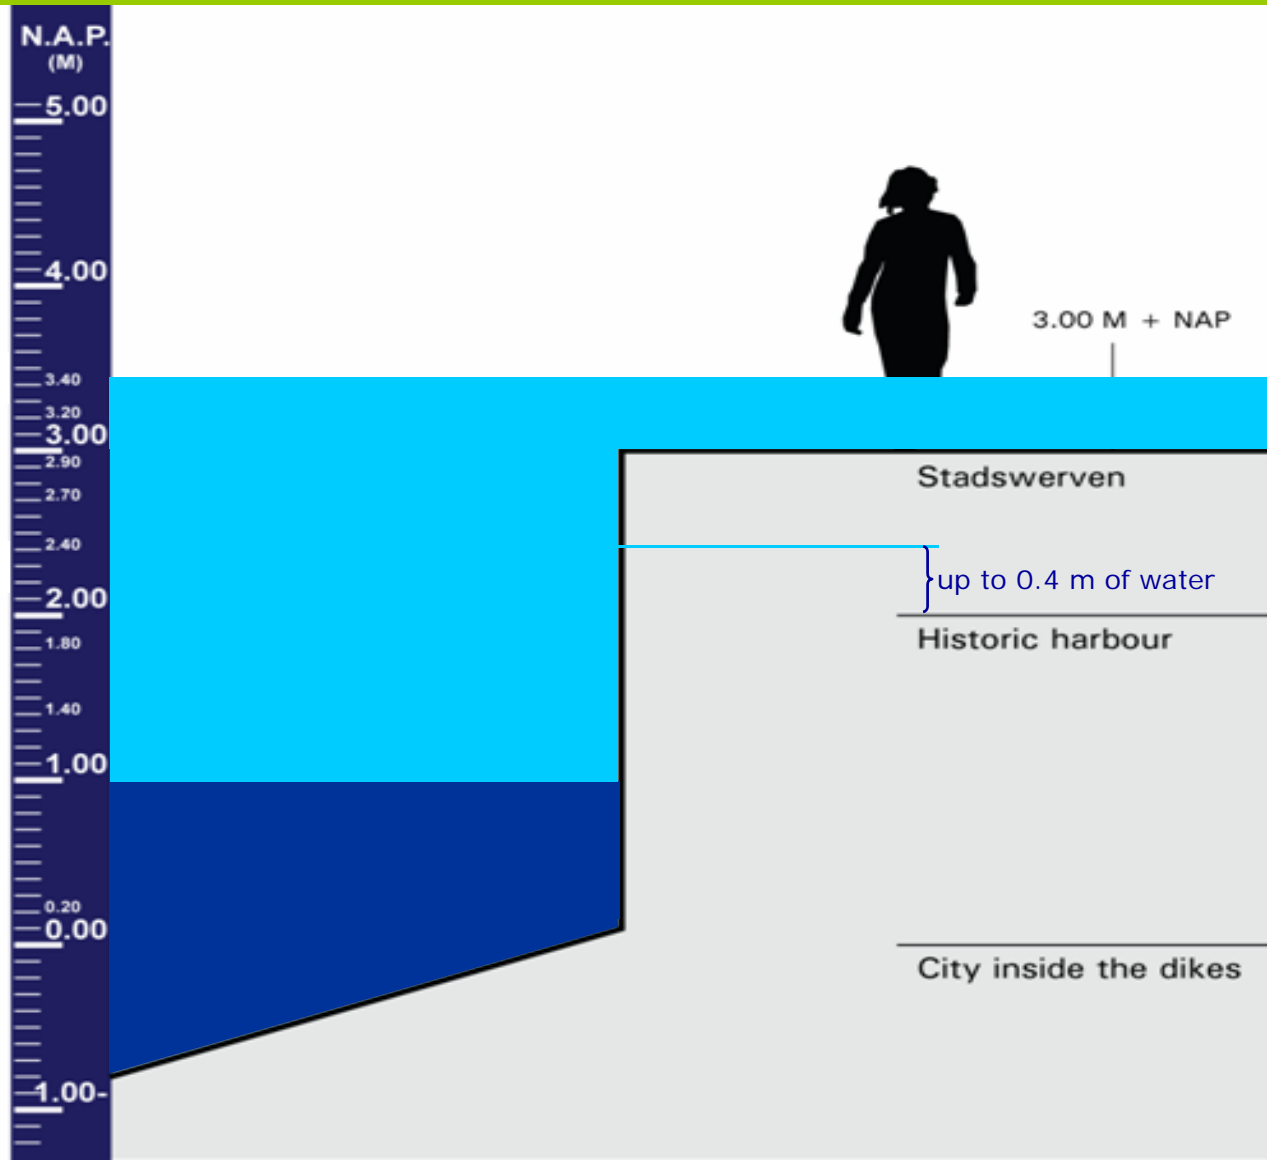 N.A.P.
(M)
5.00
4.00
3.00 M + NAP
3.40
3.20
3.00
2.90
Stadswerven
2.70
2.40
up to 0.4 m of water
2.00
1.80
Historic harbour
1.40
1.00
0.20
0.00
City inside the dikes
1.00-